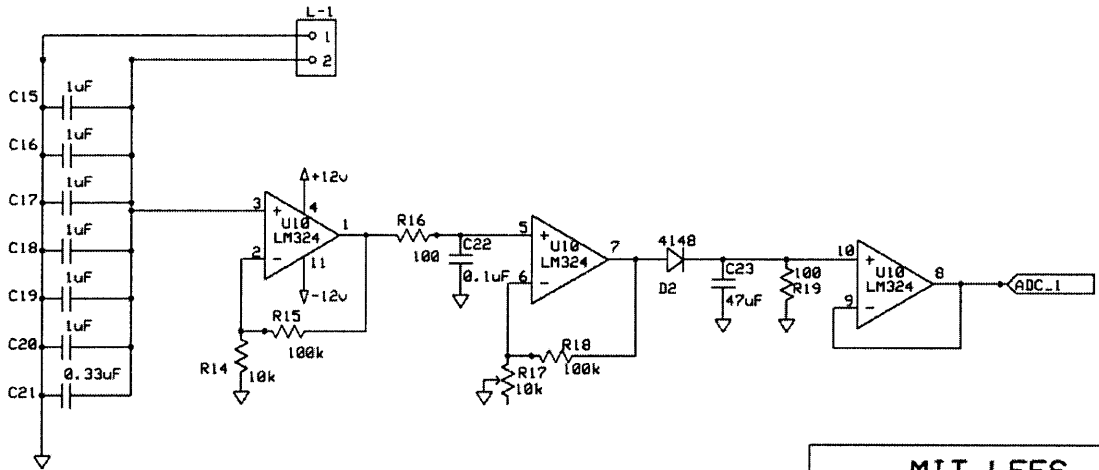 L-1
1
2
C15 1uF
C16 1uF
C17 1uF
C18 1uF
C19 1uF
C20 1uF
C21 0.33uF
+12v
4
3
+
U10
LM324
1
2
-
11
-12v
R15
100k
R14
10k
R16
100
C22
0.1uF
5
+
U10
LM324
7
6
-
R18
100k
R17
10k
4148
D2
C23
47uF
100
R19
10
+
U10
LM324
8
9
-
ADC_1
MIT LEES